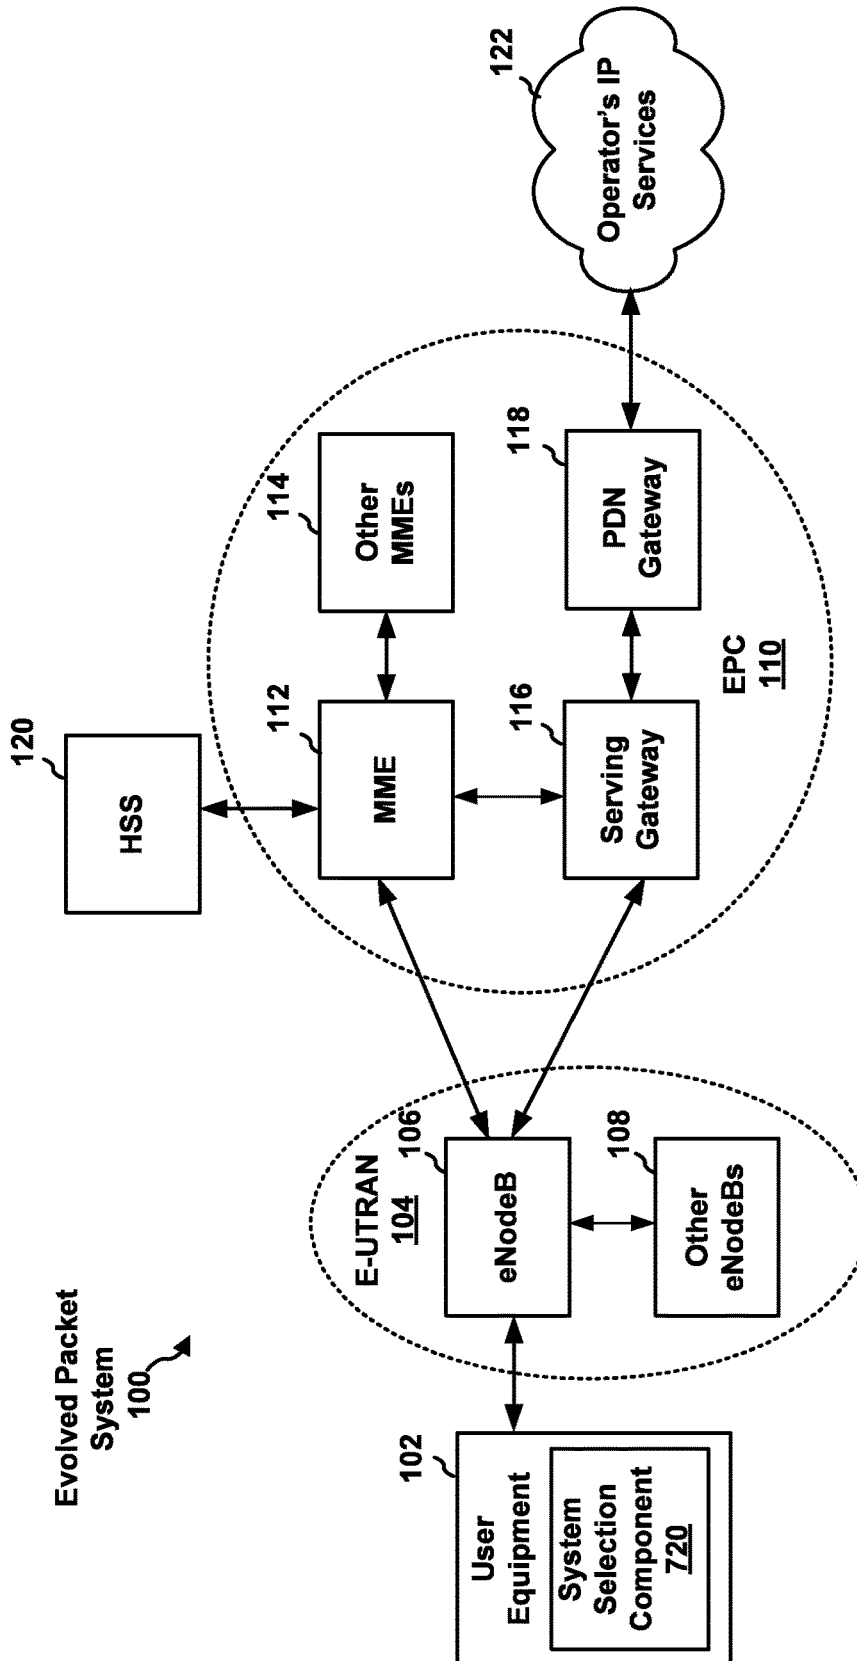 Evolved Packet
System
100
102
User
Equipment
System
Selection
Component
720
E-UTRAN
104
106
eNodeB
108
Other
eNodeBs
120
HSS
112
MME
114
Other
MMEs
116
Serving
Gateway
118
PDN
Gateway
EPC
110
122
Operator's IP
Services